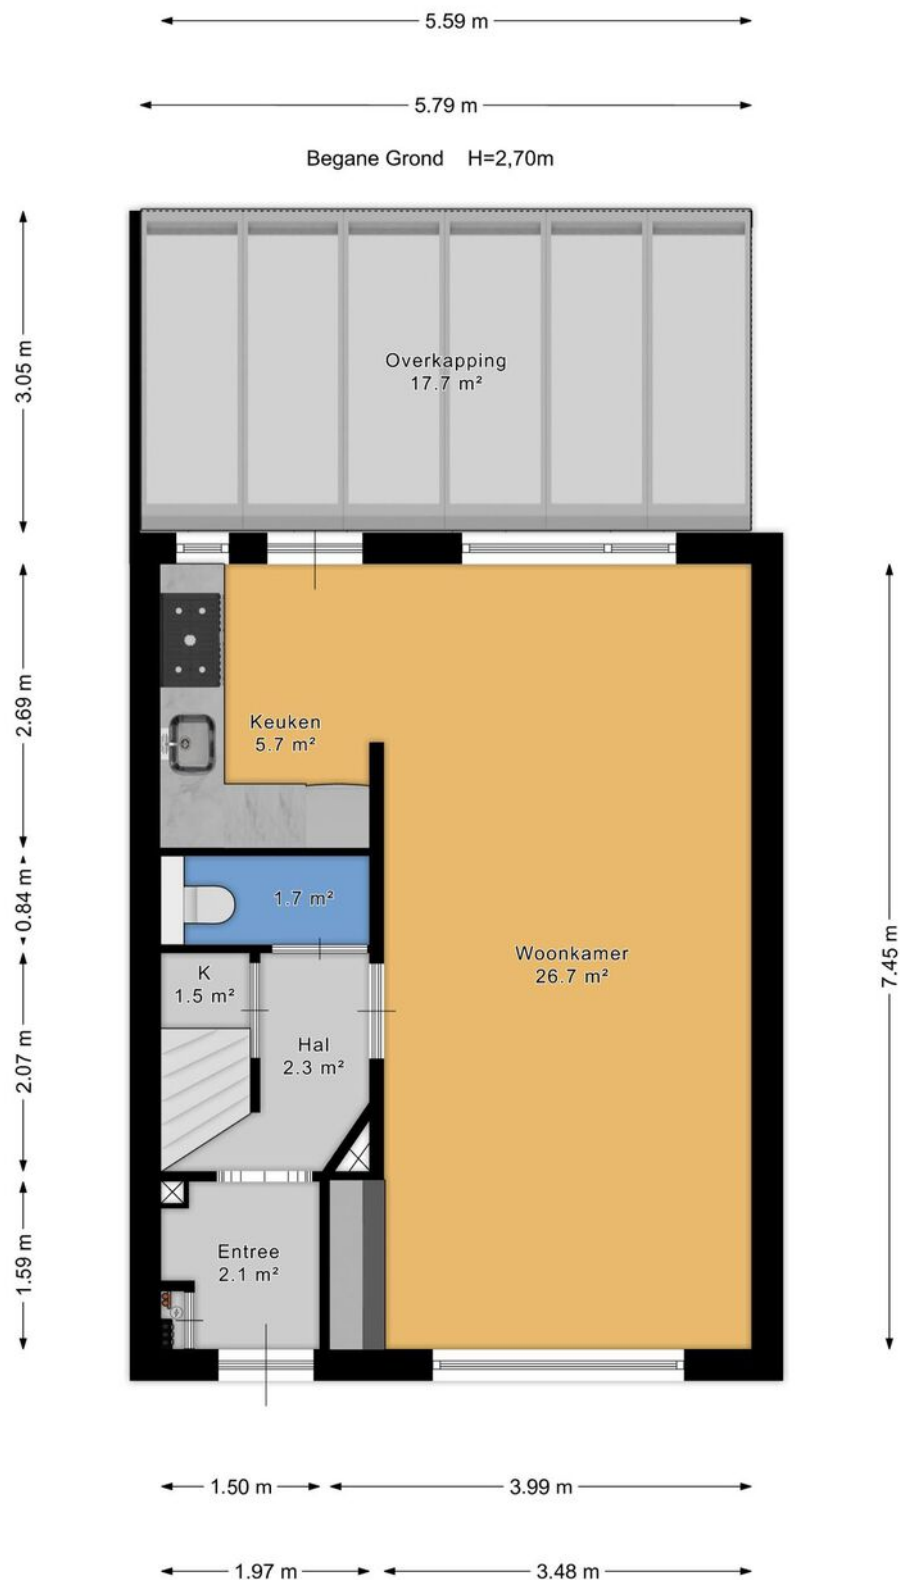 5.59 m
5.79 m
Begane Grond H=2,70m
3.05 m
Overkapping
17.7 m²
2.69 m
Keuken
5.7 m²
0.84 m
1.7 m²
7.45 m
Woonkamer
26.7 m²
K
1.5 m²
2.07 m
Hal
2.3 m²
1.59 m
Entree
2.1 m²
1.50 m
3.99 m
1.97 m
3.48 m